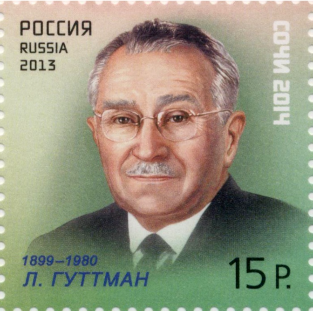 РОССИЯ
RUSSIA
2013
СОЧИ 2014
1899–1980
Л. ГУТТМАН
15 Р.